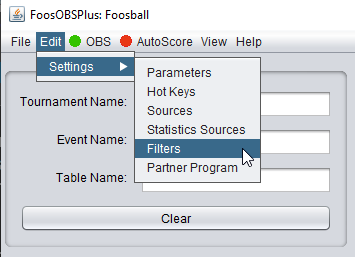 FoosOBSPlus: Foosball
File Edit OBS AutoScore View Help
Settings
Parameters
Hot Keys
Sources
Statistics Sources
Filters
Partner Program
Tournament Name:
Event Name:
Table Name:
Clear